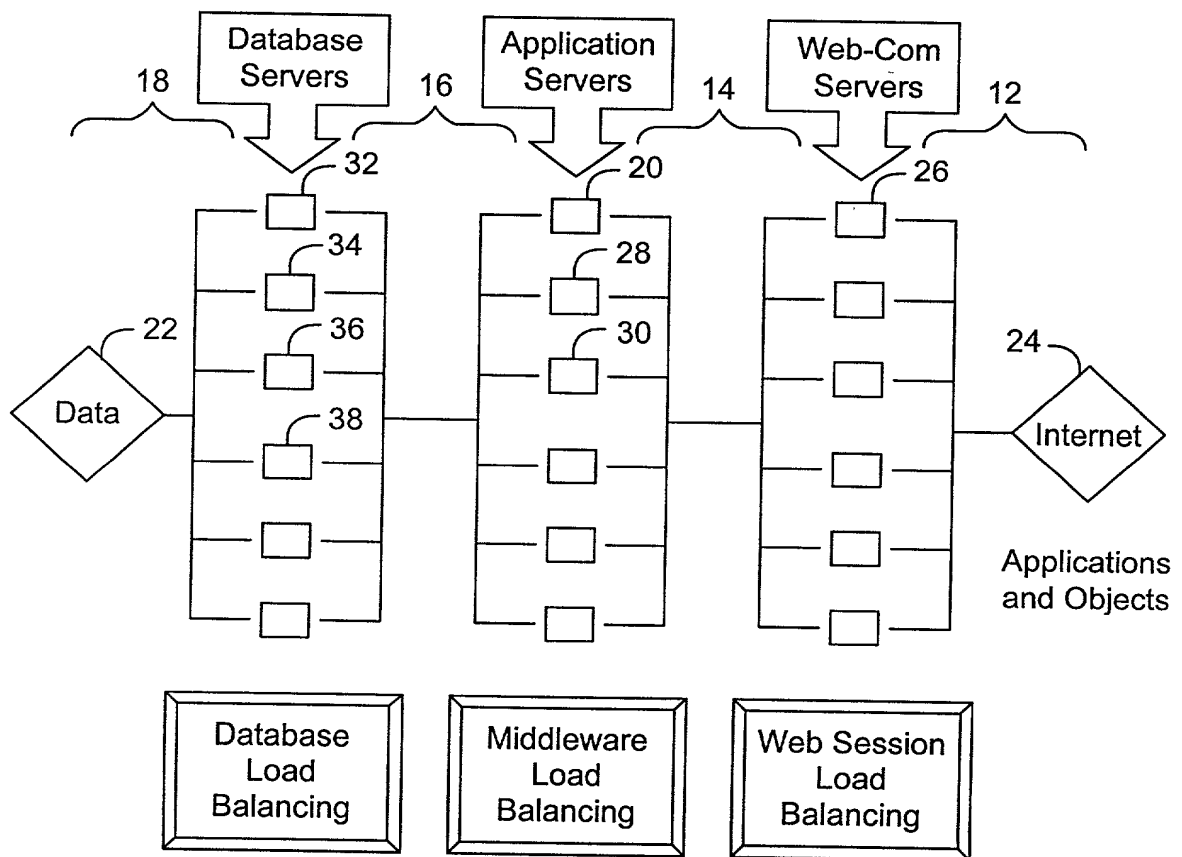 Database
Servers
Application
Servers
Web-Com
Servers
18
16
14
12
32
20
26
34
28
36
30
22
24
Data
38
Internet
Applications
and Objects
Database
Load
Balancing
Middleware
Load
Balancing
Web Session
Load
Balancing